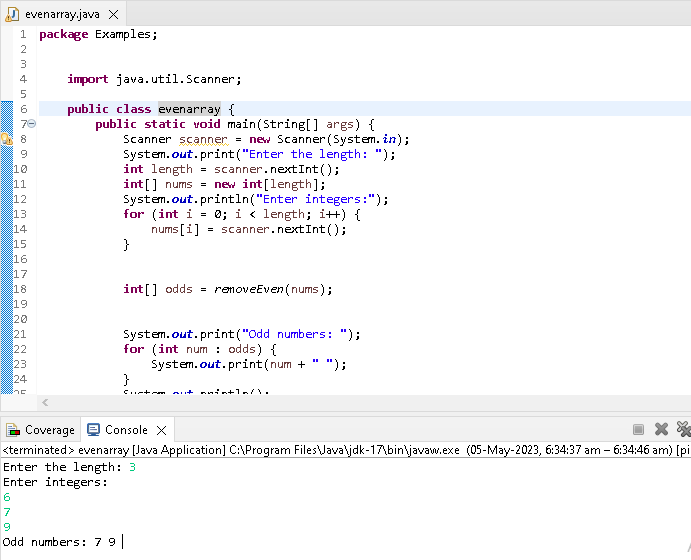 evenarray.java
1 package Examples;
2
3
4 import java.util.Scanner;
5
6 public class evenarray {
7 public static void main(String[] args) {
8 Scanner scanner = new Scanner(System.in);
9 System.out.print("Enter the length: ");
10 int length = scanner.nextInt();
11 int[] nums = new int[length];
12 System.out.println("Enter integers:");
13 for (int i = 0; i < length; i++) {
14 nums[i] = scanner.nextInt();
15 }
16
17
18 int[] odds = removeEven(nums);
19
20
21 System.out.print("Odd numbers: ");
22 for (int num : odds) {
23 System.out.print(num + " ");
24 }
25 System.out.println();
Coverage Console
<terminated> evenarray [Java Application] C:\Program Files\Java\jdk-17\bin\javaw.exe (05-May-2023, 6:34:37 am – 6:34:46 am) [pi
Enter the length: 3
Enter integers:
6
7
9
Odd numbers: 7 9